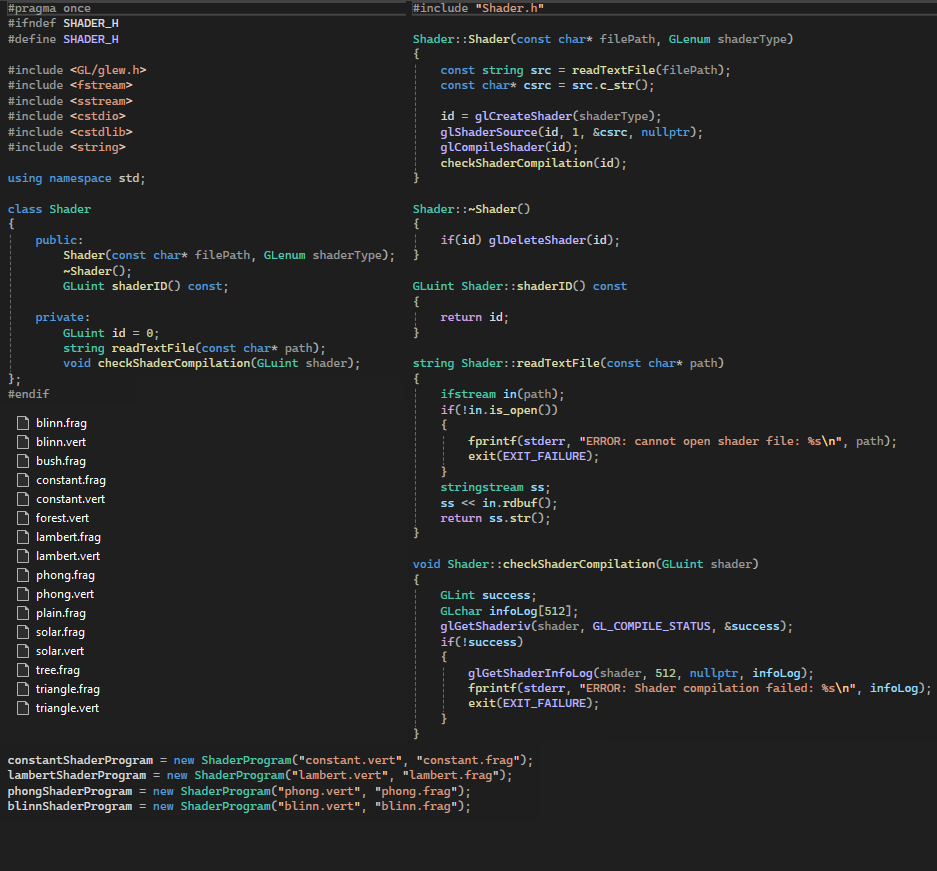 #pragma once
#ifndef SHADER_H
#define SHADER_H

#include <GL/glew.h>
#include <fstream>
#include <sstream>
#include <cstdio>
#include <cstdlib>
#include <string>

using namespace std;

class Shader
{
    public:
        Shader(const char* filePath, GLenum shaderType);
        ~Shader();
        GLuint shaderID() const;

    private:
        GLuint id = 0;
        string readTextFile(const char* path);
        void checkShaderCompilation(GLuint shader);
};
#endif
blinn.frag
blinn.vert
bush.frag
constant.frag
constant.vert
forest.vert
lambert.frag
lambert.vert
phong.frag
phong.vert
plain.frag
solar.frag
solar.vert
tree.frag
triangle.frag
triangle.vert
#include "Shader.h"

Shader::Shader(const char* filePath, GLenum shaderType)
{
    const string src = readTextFile(filePath);
    const char* csrc = src.c_str();

    id = glCreateShader(shaderType);
    glShaderSource(id, 1, &csrc, nullptr);
    glCompileShader(id);
    checkShaderCompilation(id);
}

Shader::~Shader()
{
    if(id) glDeleteShader(id);
}

GLuint Shader::shaderID() const
{
    return id;
}

string Shader::readTextFile(const char* path)
{
    ifstream in(path);
    if(!in.is_open())
    {
        fprintf(stderr, "ERROR: cannot open shader file: %s\n", path);
        exit(EXIT_FAILURE);
    }
    stringstream ss;
    ss << in.rdbuf();
    return ss.str();
}

void Shader::checkShaderCompilation(GLuint shader)
{
    GLint success;
    GLchar infoLog[512];
    glGetShaderiv(shader, GL_COMPILE_STATUS, &success);
    if(!success)
    {
        glGetShaderInfoLog(shader, 512, nullptr, infoLog);
        fprintf(stderr, "ERROR: Shader compilation failed: %s\n", infoLog);
        exit(EXIT_FAILURE);
    }
}
constantShaderProgram = new ShaderProgram("constant.vert", "constant.frag");
lambertShaderProgram = new ShaderProgram("lambert.vert", "lambert.frag");
phongShaderProgram = new ShaderProgram("phong.vert", "phong.frag");
blinnShaderProgram = new ShaderProgram("blinn.vert", "blinn.frag");